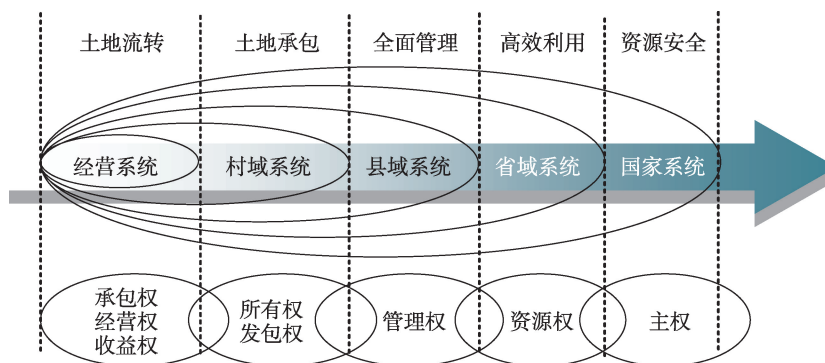 土地流转 土地承包 全面管理 高效利用 资源安全
经营系统 村域系统 县域系统 省域系统 国家系统
承包权
经营权
收益权
所有权
发包权
管理权
资源权
主权